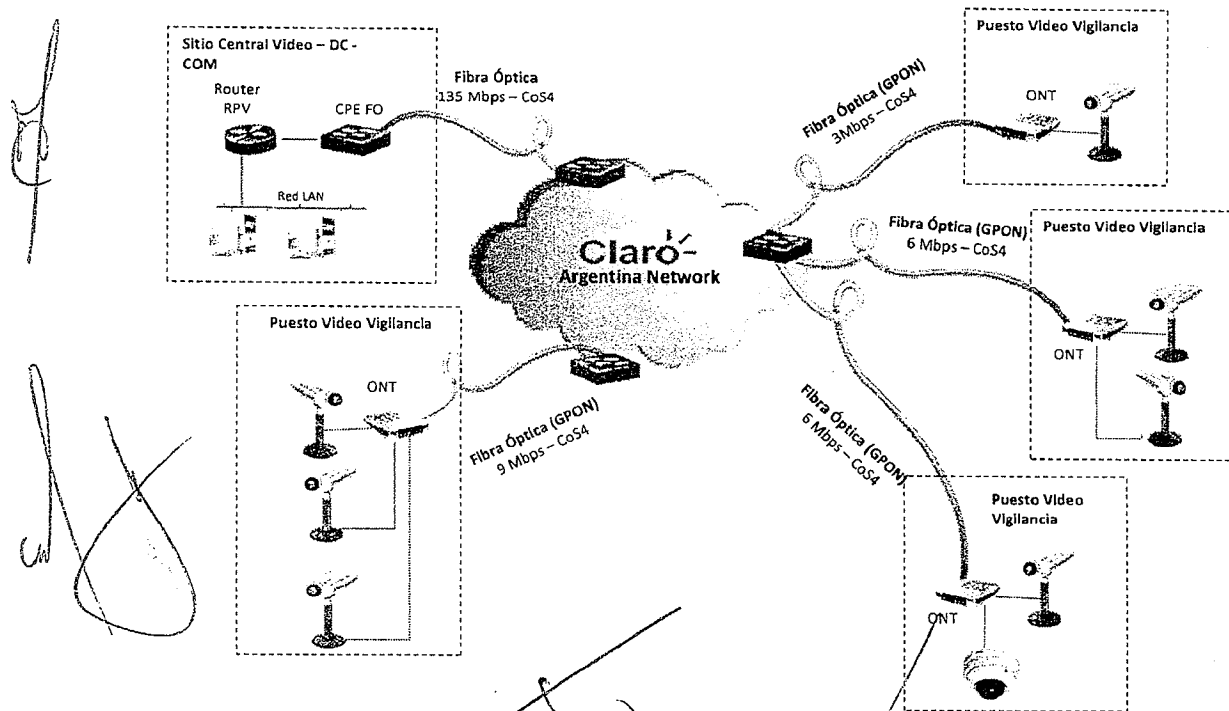 Sitio Central Video – DC -
COM
Router
RPV
CPE FO
Red LAN
Fibra Óptica
135 Mbps – CoS4
Claro-
Argentina Network
Fibra Óptica (GPON)
3Mbps – CoS4
Puesto Video Vigilancia
ONT
Fibra Óptica (GPON)
6 Mbps – CoS4
Puesto Video Vigilancia
ONT
Puesto Video Vigilancia
ONT
Fibra Óptica (GPON)
9 Mbps – CoS4
Fibra Óptica (GPON)
6 Mbps – CoS4
Puesto Video
Vigilancia
ONT